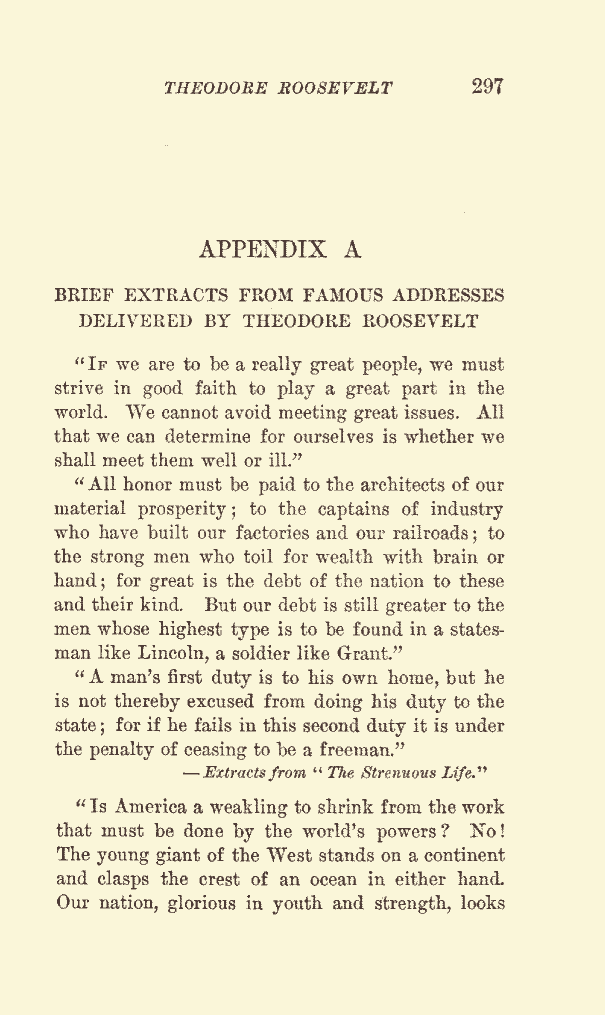 THEODORE ROOSEVELT 297
APPENDIX A
BRIEF EXTRACTS FROM FAMOUS ADDRESSES
DELIVERED BY THEODORE ROOSEVELT
"IF we are to be a really great people, we must
strive in good faith to play a great part in the
world. We cannot avoid meeting great issues. All
that we can determine for ourselves is whether we
shall meet them well or ill."
"All honor must be paid to the architects of our
material prosperity; to the captains of industry
who have built our factories and our railroads; to
the strong men who toil for wealth with brain or
hand; for great is the debt of the nation to these
and their kind. But our debt is still greater to the
men whose highest type is to be found in a states-
man like Lincoln, a soldier like Grant."
"A man's first duty is to his own home, but he
is not thereby excused from doing his duty to the
state; for if he fails in this second duty it is under
the penalty of ceasing to be a freeman."
— Extracts from "The Strenuous Life."
"Is America a weakling to shrink from the work
that must be done by the world's powers? No!
The young giant of the West stands on a continent
and clasps the crest of an ocean in either hand.
Our nation, glorious in youth and strength, looks